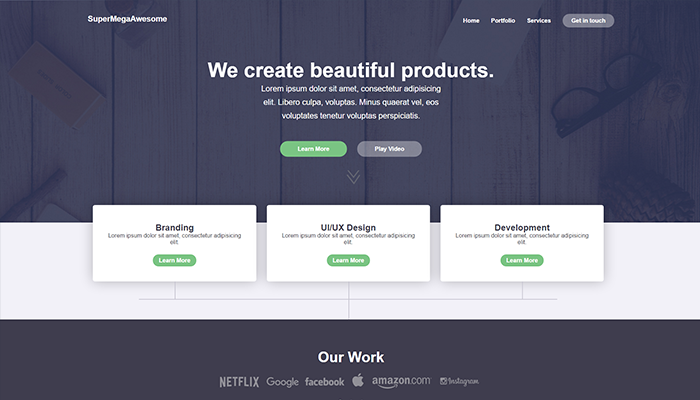 SuperMegaAwesome
Home Portfolio Services Get in touch
We create beautiful products.
Lorem ipsum dolor sit amet, consectetur adipisicing
elit. Libero culpa, voluptas. Minus quaerat vel, eos
voluptates tenetur voluptas perspiciatis.
Learn More Play Video
Branding
Lorem ipsum dolor sit amet, consectetur adipisicing
elit.
Learn More
UI/UX Design
Lorem ipsum dolor sit amet, consectetur adipisicing
elit.
Learn More
Development
Lorem ipsum dolor sit amet, consectetur adipisicing
elit.
Learn More
Our Work
NETFLIX Google facebook amazon.com Instagram